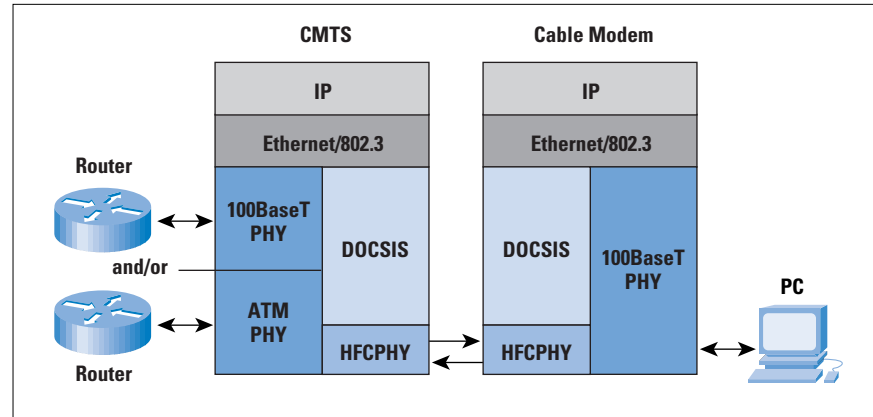 CMTS
IP
Ethernet/802.3
Router
100BaseT
PHY
and/or
ATM
PHY
Router
DOCSIS
HFCPHY
Cable Modem
IP
Ethernet/802.3
DOCSIS
HFCPHY
100BaseT
PHY
PC